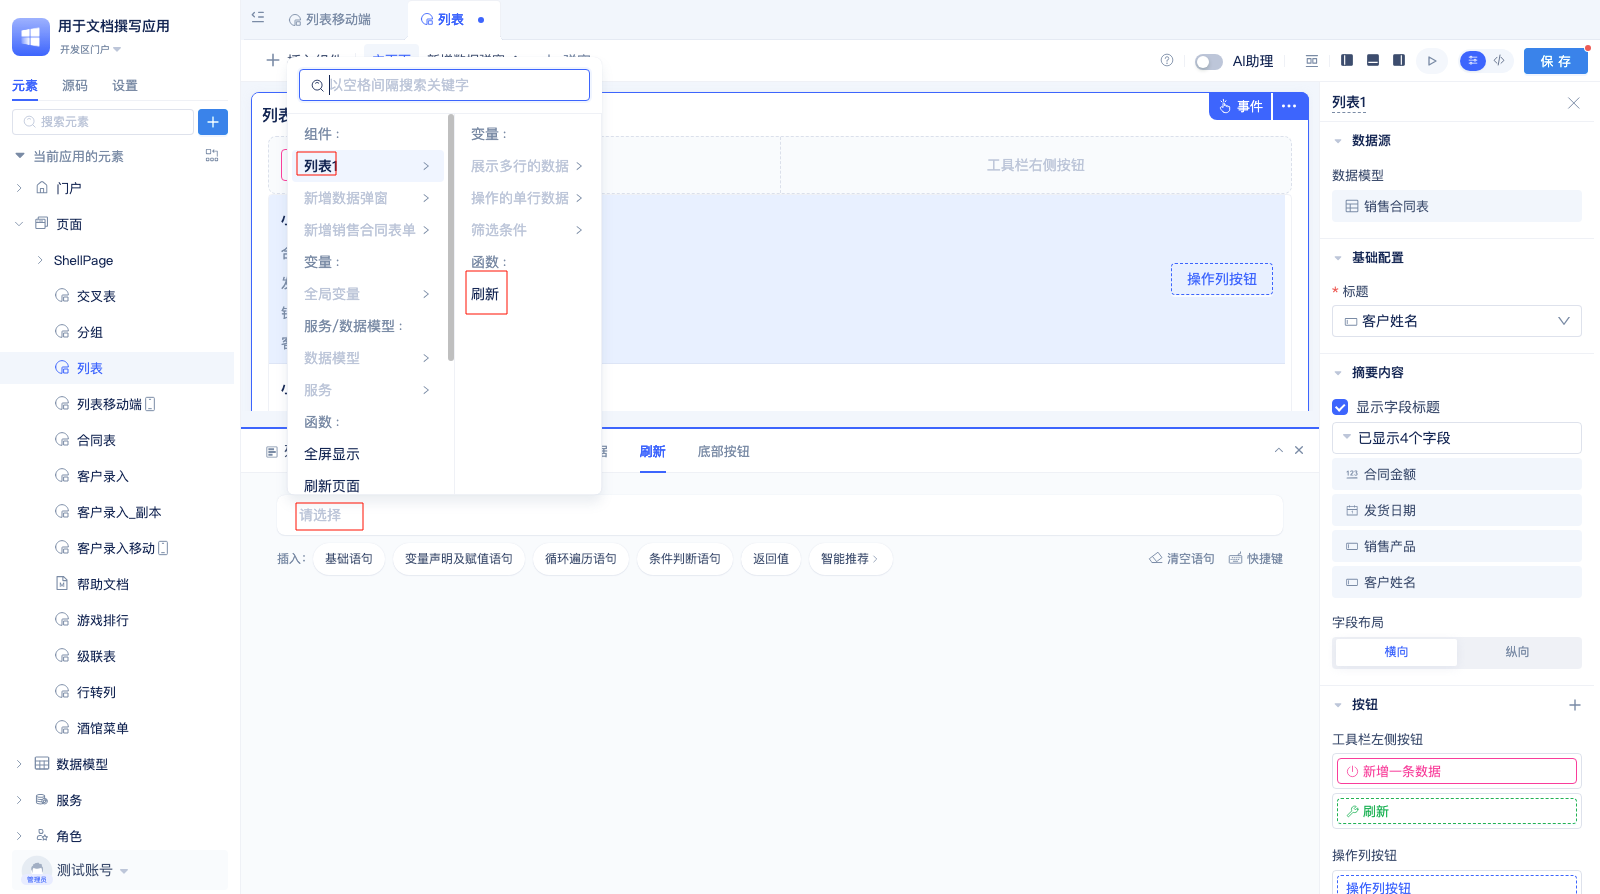 用于文档撰写应用
开发区门户
元素 源码 设置
搜索元素
当前应用的元素
门户
页面
ShellPage
交叉表
分组
列表
列表移动端
合同表
客户录入
客户录入_副本
客户录入移动
帮助文档
游戏排行
级联表
行转列
酒馆菜单
数据模型
服务
角色
测试账号
管理员
列表移动端
列表
AI助理
保存
以空格间隔搜索关键字
组件：
列表1
新增数据弹窗
新增销售合同表单
变量：
全局变量
服务/数据模型：
数据模型
服务
函数：
全屏显示
刷新页面
变量：
展示多行的数据
操作的单行数据
筛选条件
函数：
刷新
事件
工具栏右侧按钮
操作列按钮
刷新
底部按钮
请选择
插入：
基础语句
变量声明及赋值语句
循环遍历语句
条件判断语句
返回值
智能推荐
清空语句
快捷键
列表1
数据源
数据模型
销售合同表
基础配置
* 标题
客户姓名
摘要内容
显示字段标题
已显示4个字段
123 合同金额
发货日期
销售产品
客户姓名
字段布局
横向 纵向
按钮
工具栏左侧按钮
新增一条数据
刷新
操作列按钮
操作列按钮